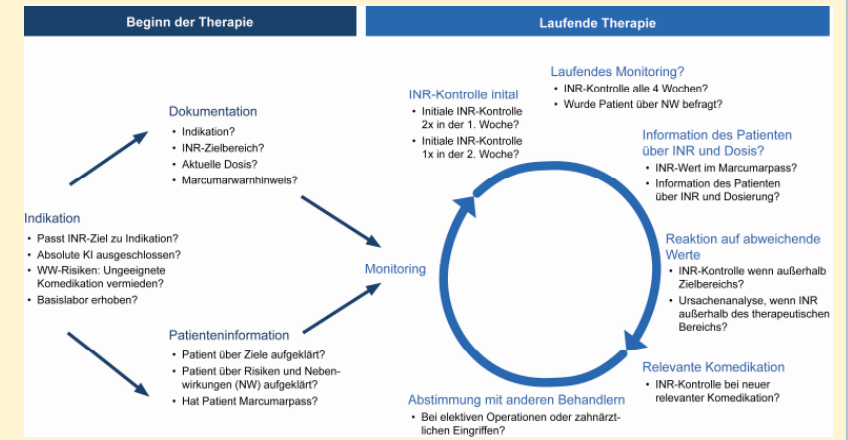 Beginn der Therapie
Laufende Therapie
Indikation
• Passt INR-Ziel zu Indikation?
• Absolute KI ausgeschlossen?
• WW-Risiken: Ungeeignete
Komedikation vermieden?
• Basislabor erhoben?
Dokumentation
• Indikation?
• INR-Zielbereich?
• Aktuelle Dosis?
• Marcumarwarnhinweis?
Patienteninformation
• Patient über Ziele aufgeklärt?
• Patient über Risiken und Neben-
wirkungen (NW) aufgeklärt?
• Hat Patient Marcumarpass?
Monitoring
INR-Kontrolle inital
• Initiale INR-Kontrolle
2x in der 1. Woche?
• Initiale INR-Kontrolle
1x in der 2. Woche?
Laufendes Monitoring?
• INR-Kontrolle alle 4 Wochen?
• Wurde Patient über NW befragt?
Information des Patienten
über INR und Dosis?
• INR-Wert im Marcumarpass?
• Information des Patienten
über INR und Dosierung?
Reaktion auf abweichende
Werte
• INR-Kontrolle wenn außerhalb
Zielbereichs?
• Ursachenanalyse, wenn INR
außerhalb des therapeutischen
Bereichs?
Relevante Komedikation
• INR-Kontrolle bei neuer
relevanter Komedikation?
Abstimmung mit anderen Behandlern
• Bei elektiven Operationen oder zahnärzt-
lichen Eingriffen?